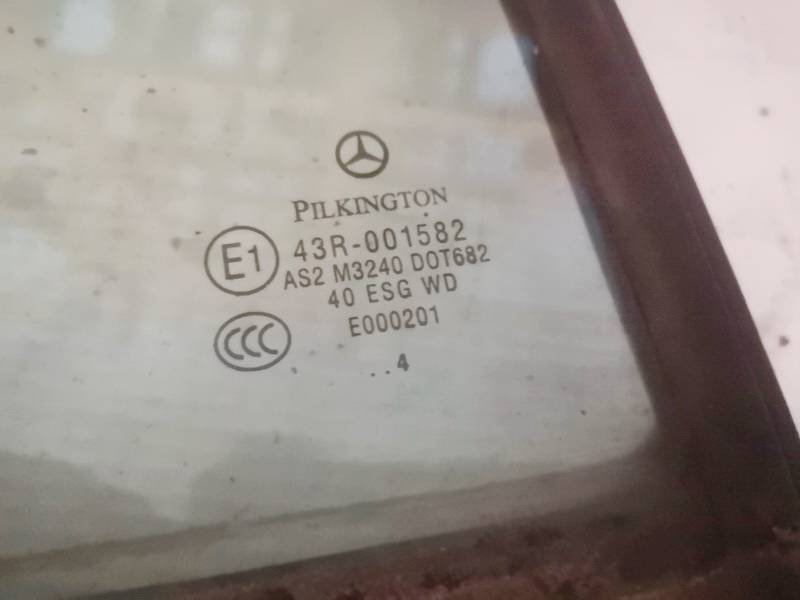 PILKINGTON
E1 43R-001582
AS2 M3240 DOT682
40 ESG WD
E000201
CCC
..4